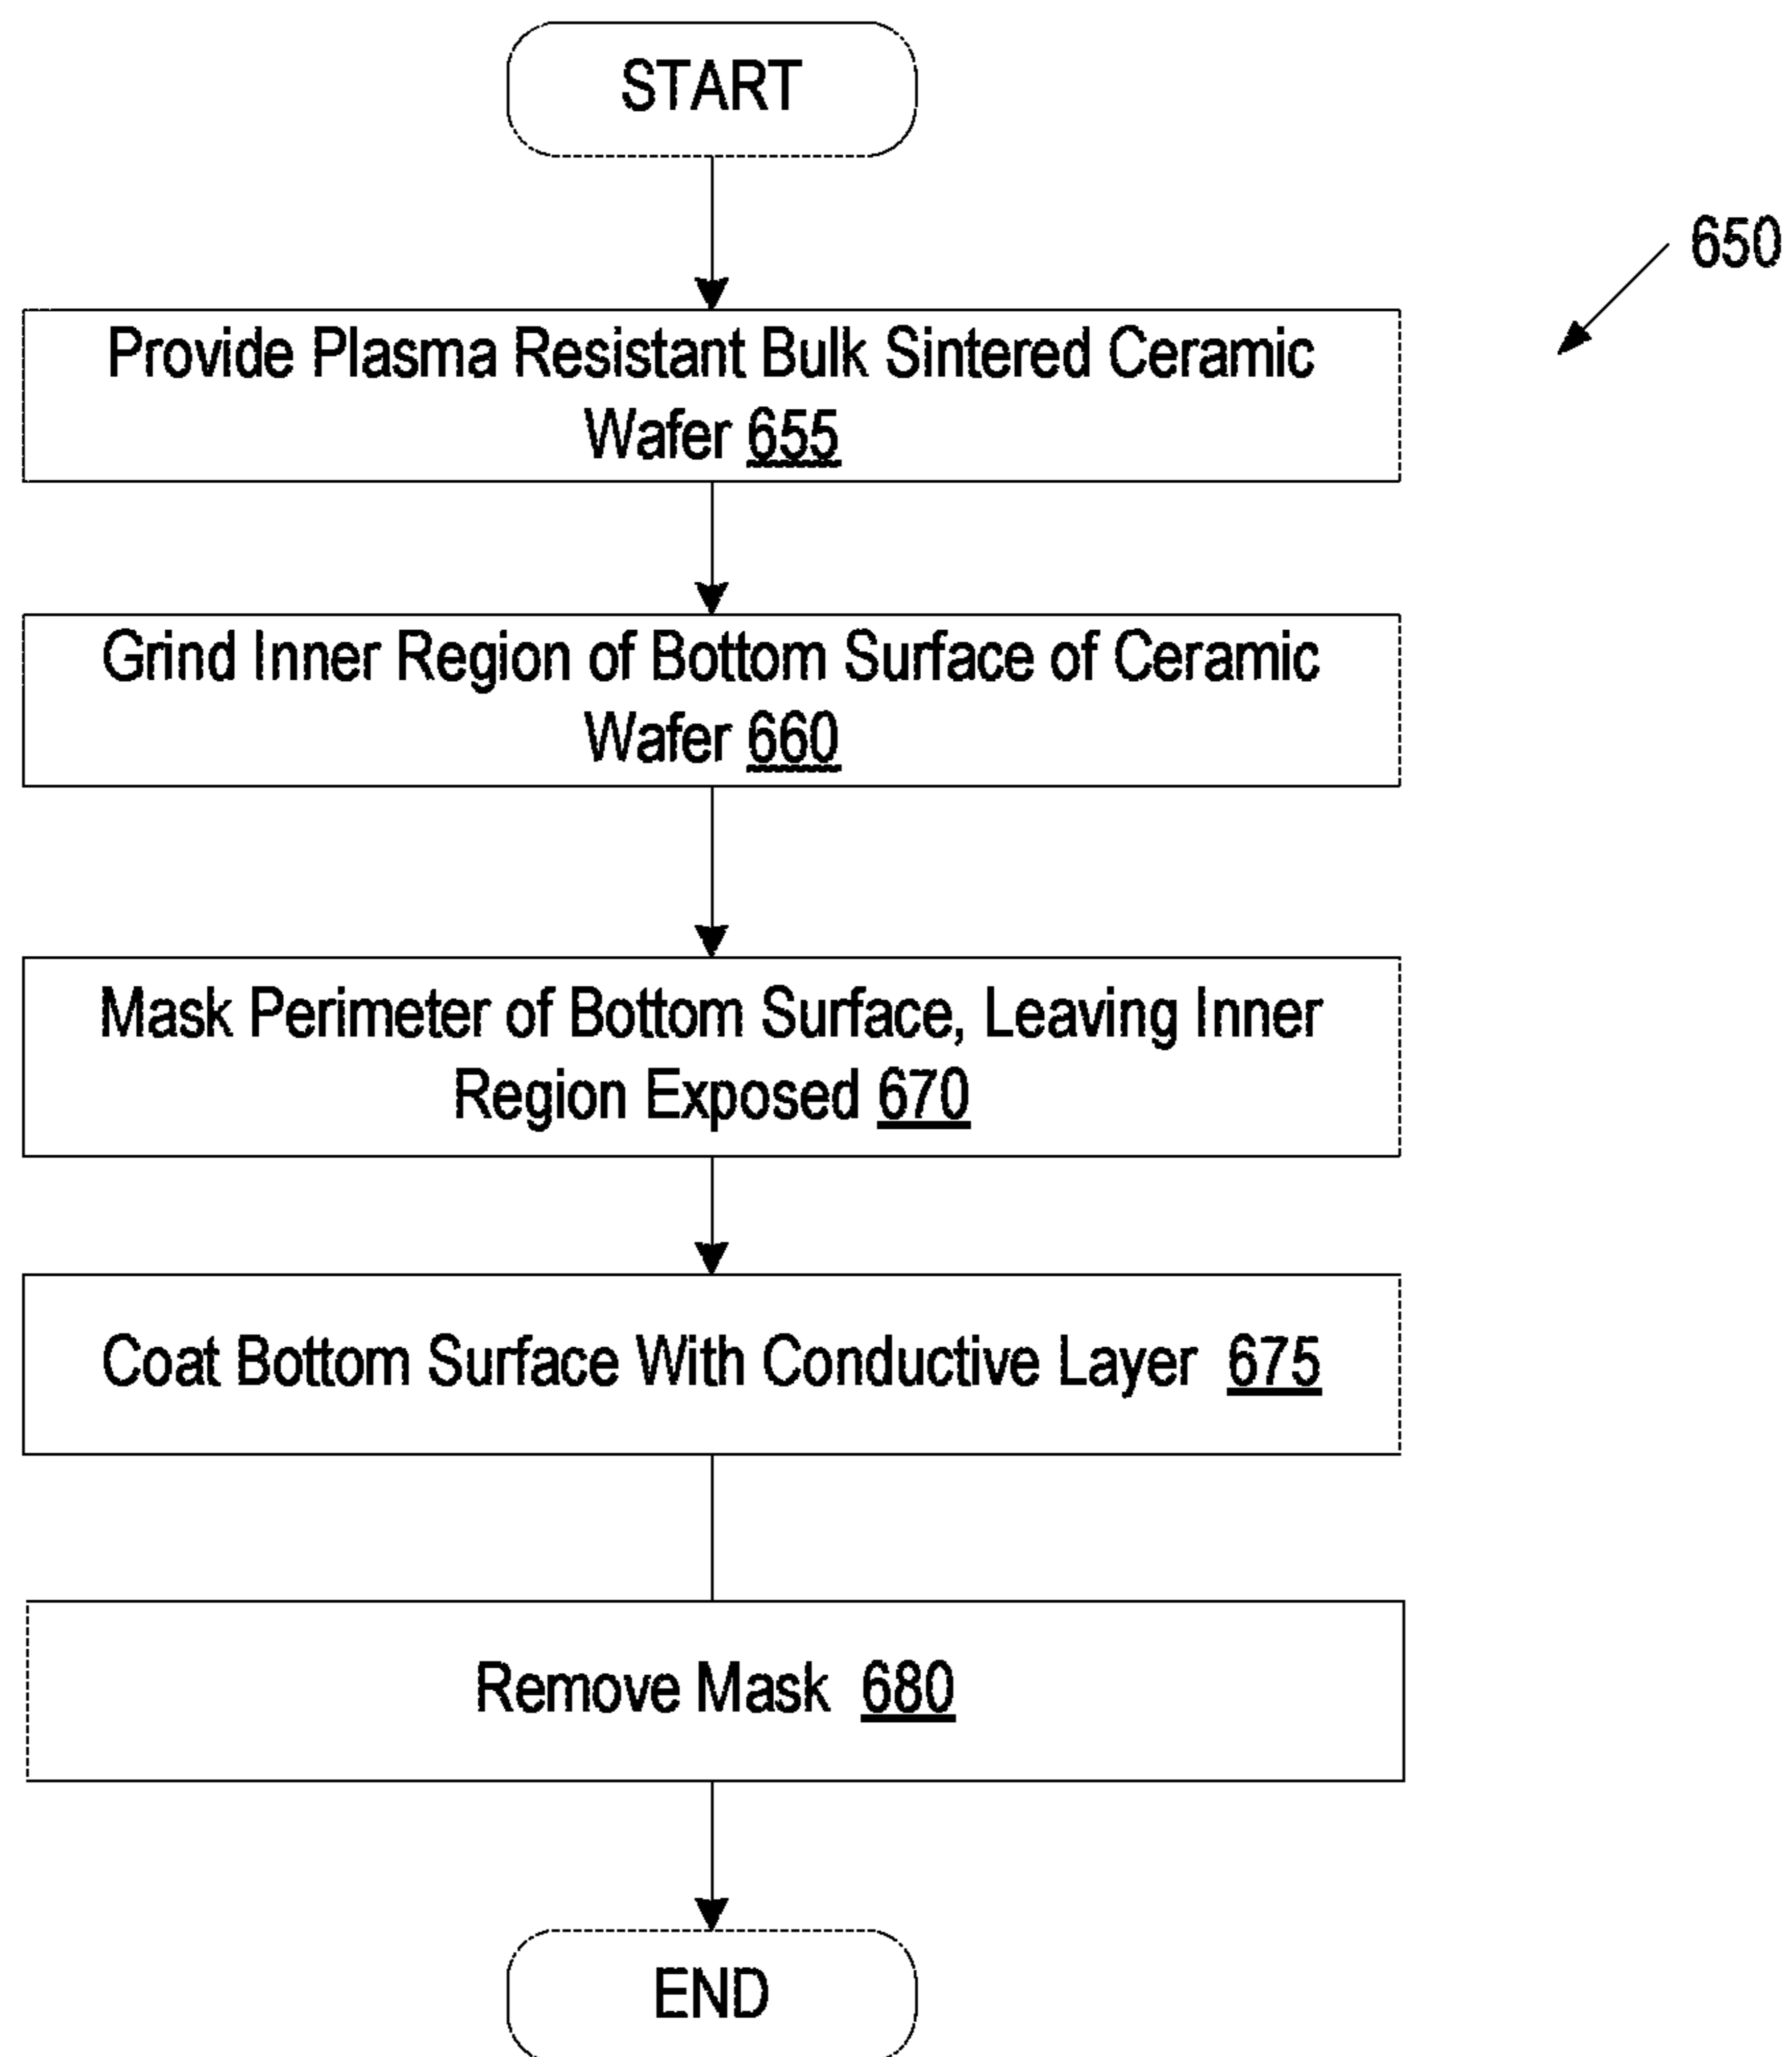 START
650
Provide Plasma Resistant Bulk Sintered Ceramic
Wafer 655
Grind Inner Region of Bottom Surface of Ceramic
Wafer 660
Mask Perimeter of Bottom Surface, Leaving Inner
Region Exposed 670
Coat Bottom Surface With Conductive Layer 675
Remove Mask 680
END